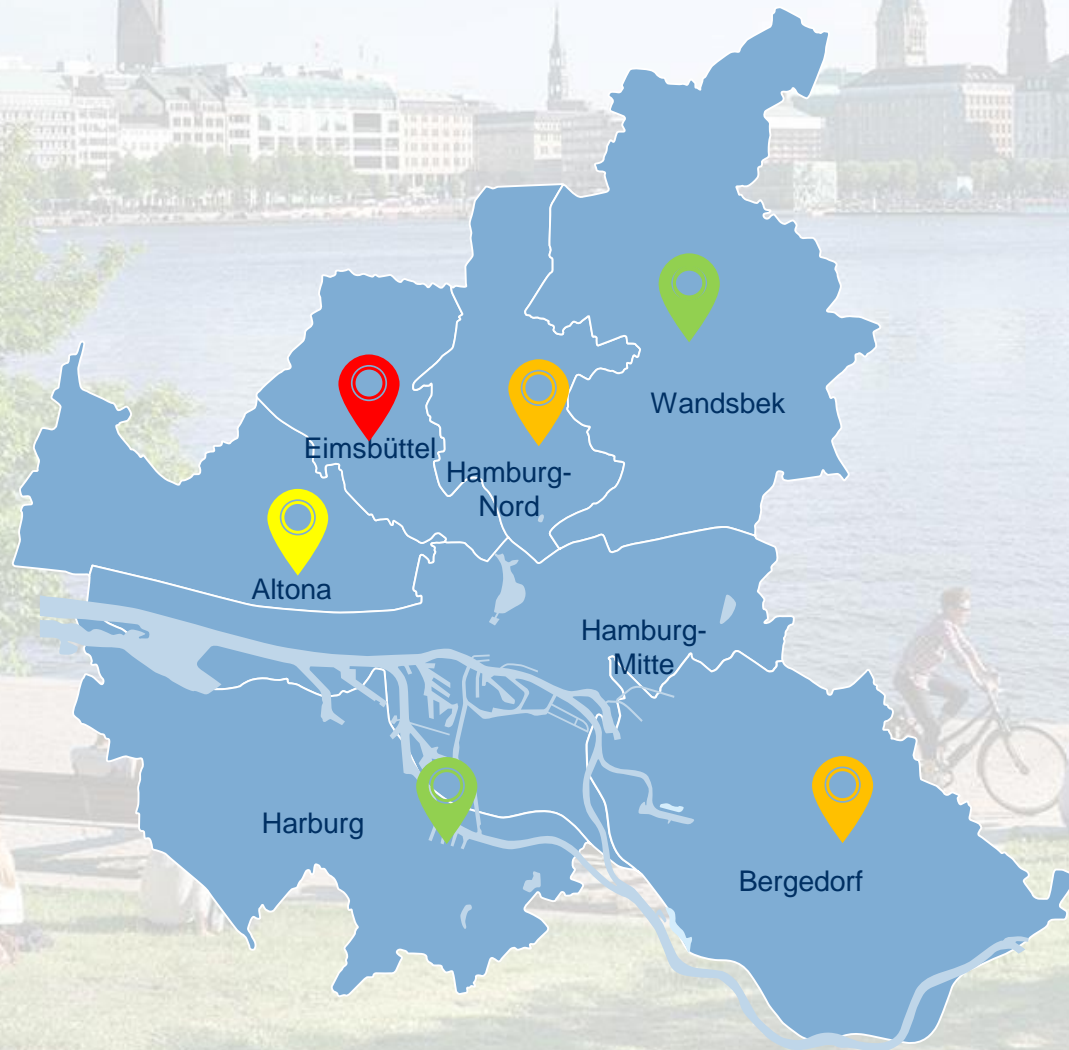 Wandsbek
Eimsbüttel
Hamburg-
Nord
Altona
Hamburg-
Mitte
Harburg
Bergedorf